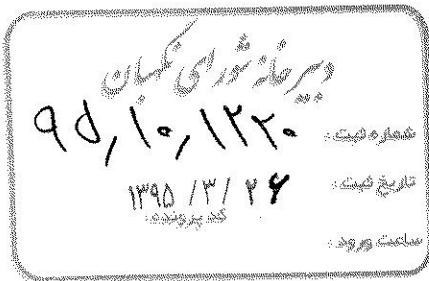 دبیرخانه شورای نگهبان
شماره ثبت: ۹۵,۱۰,۱۲۲۰
تاریخ ثبت: ۱۳۹۵ /۳/ ۲۶
کد پرونده:
ساعت ورود: